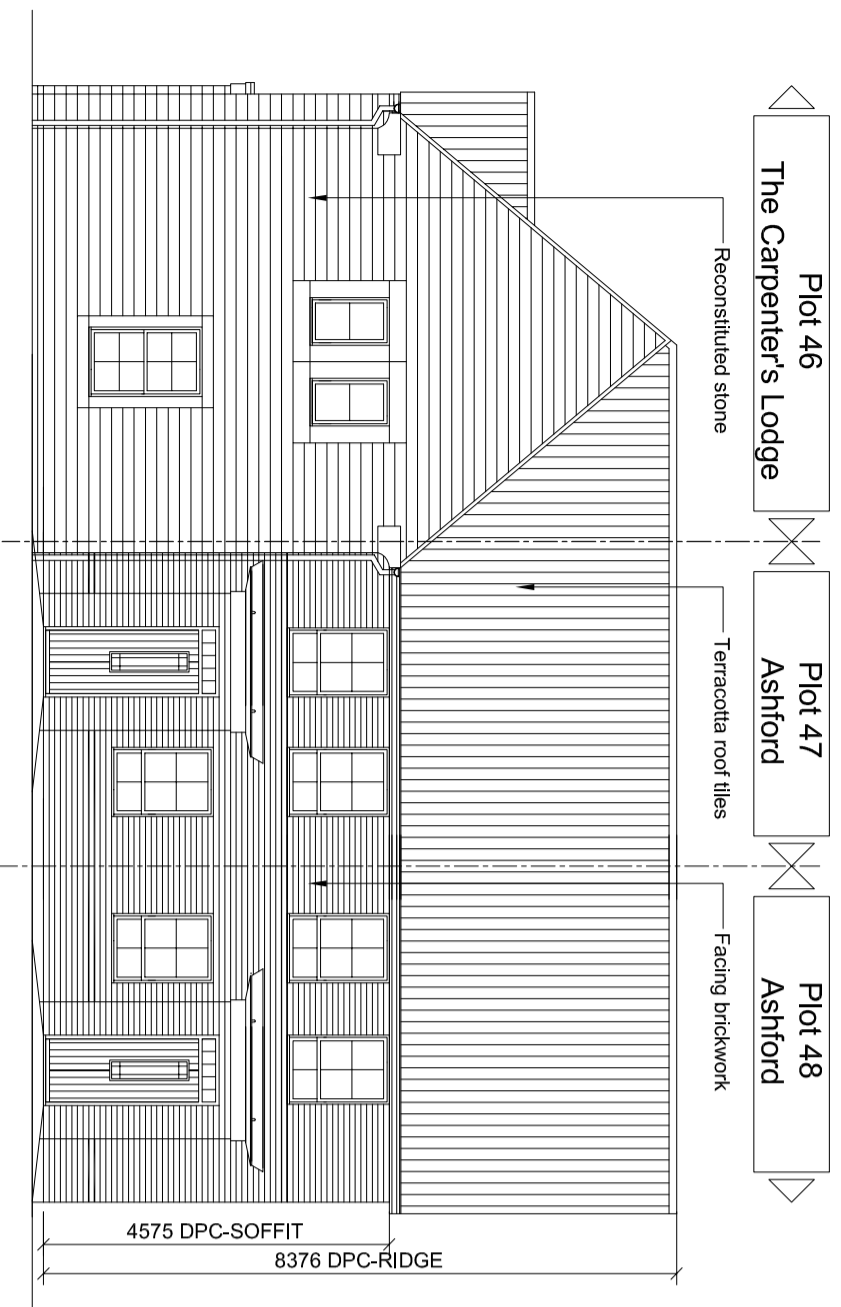 Plot 46
The Carpenter's Lodge
Plot 47
Ashford
Plot 48
Ashford
Reconstituted stone
Terracotta roof tiles
Facing brickwork
4575 DPC-SOFFIT
8376 DPC-RIDGE